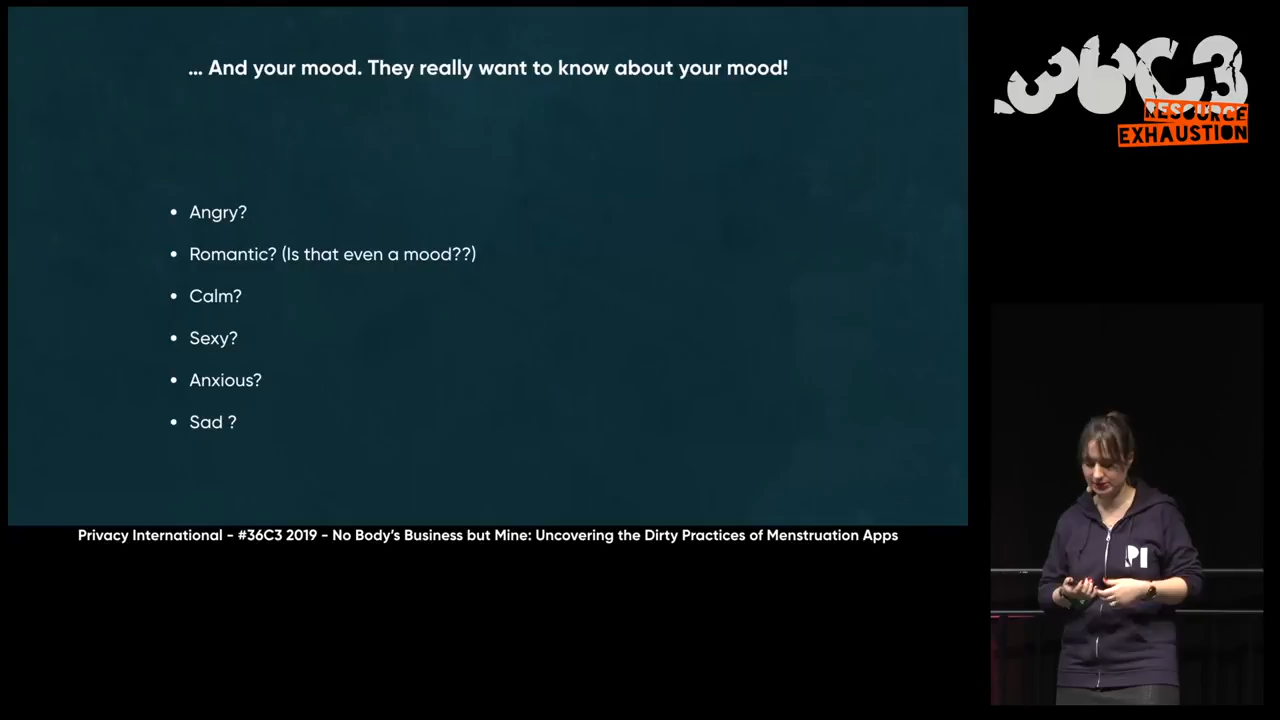 ... And your mood. They really want to know about your mood!
• Angry?
• Romantic? (Is that even a mood??)
• Calm?
• Sexy?
• Anxious?
• Sad ?
Privacy International - #36C3 2019 - No Body's Business but Mine: Uncovering the Dirty Practices of Menstruation Apps
36C3
RESOURCE
EXHAUSTION
PI